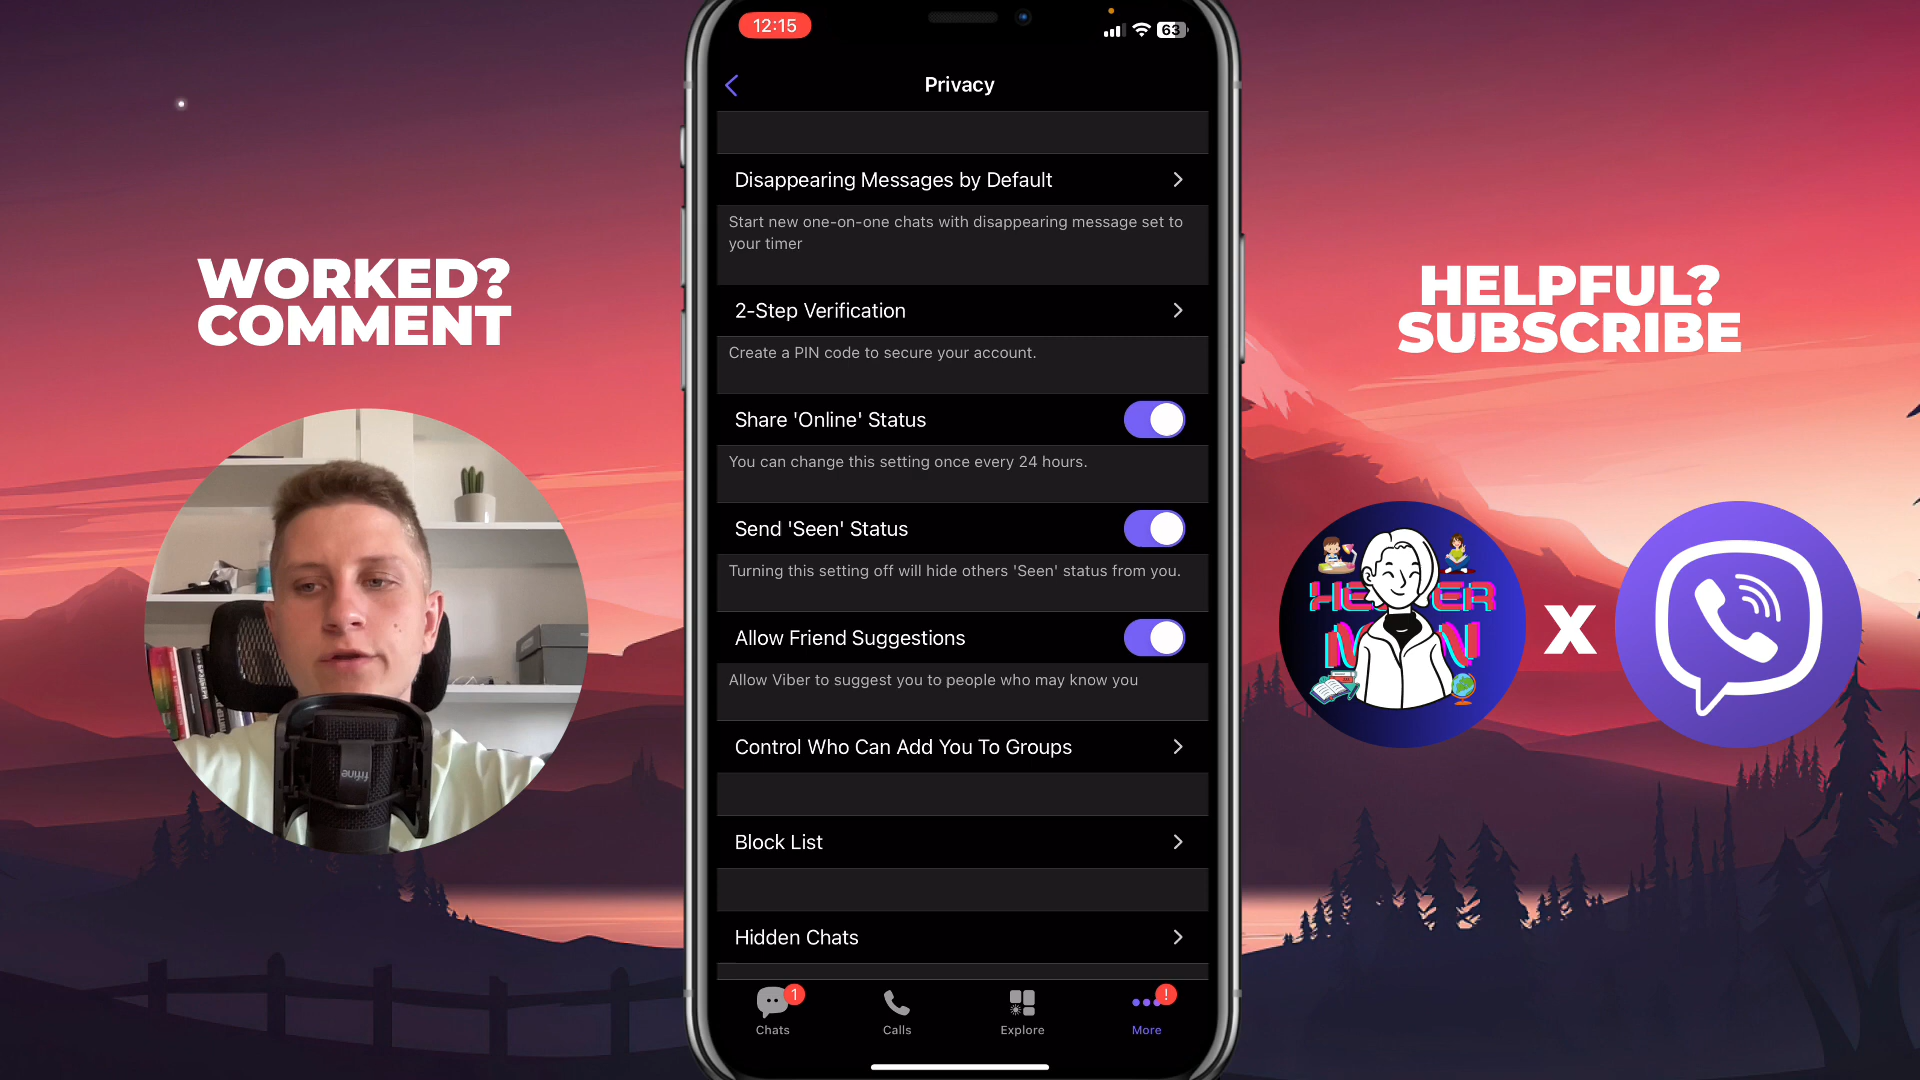 12:15
63
Privacy
Disappearing Messages by Default
Start new one-on-one chats with disappearing message set to
your timer
2-Step Verification
Create a PIN code to secure your account.
Share 'Online' Status
You can change this setting once every 24 hours.
Send 'Seen' Status
Turning this setting off will hide others 'Seen' status from you.
Allow Friend Suggestions
Allow Viber to suggest you to people who may know you
Control Who Can Add You To Groups
Block List
Hidden Chats
1
!
Chats
Calls
Explore
More
WORKED?
COMMENT
fifine
HELPFUL?
SUBSCRIBE
X